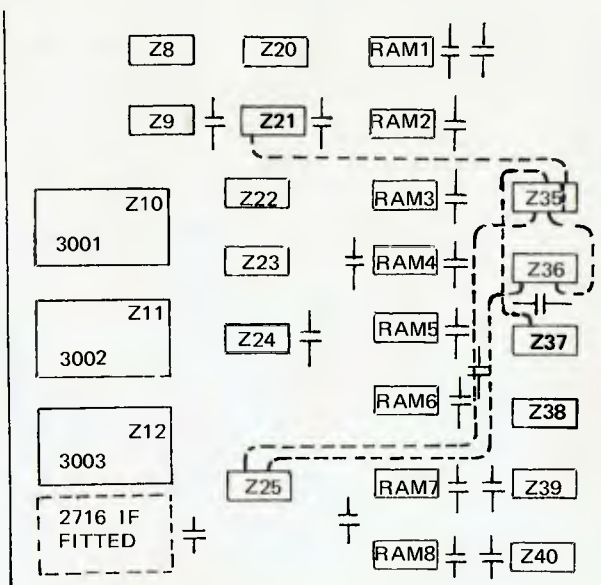 Z8 Z20 RAM1
Z9 Z21 RAM2
Z10
3001
Z22 RAM3 Z35
Z23 RAM4 Z36
Z11
3002
Z24 RAM5 Z37
Z12
3003
RAM6 Z38
Z25 RAM7 Z39
2716 IF
FITTED
RAM8 Z40